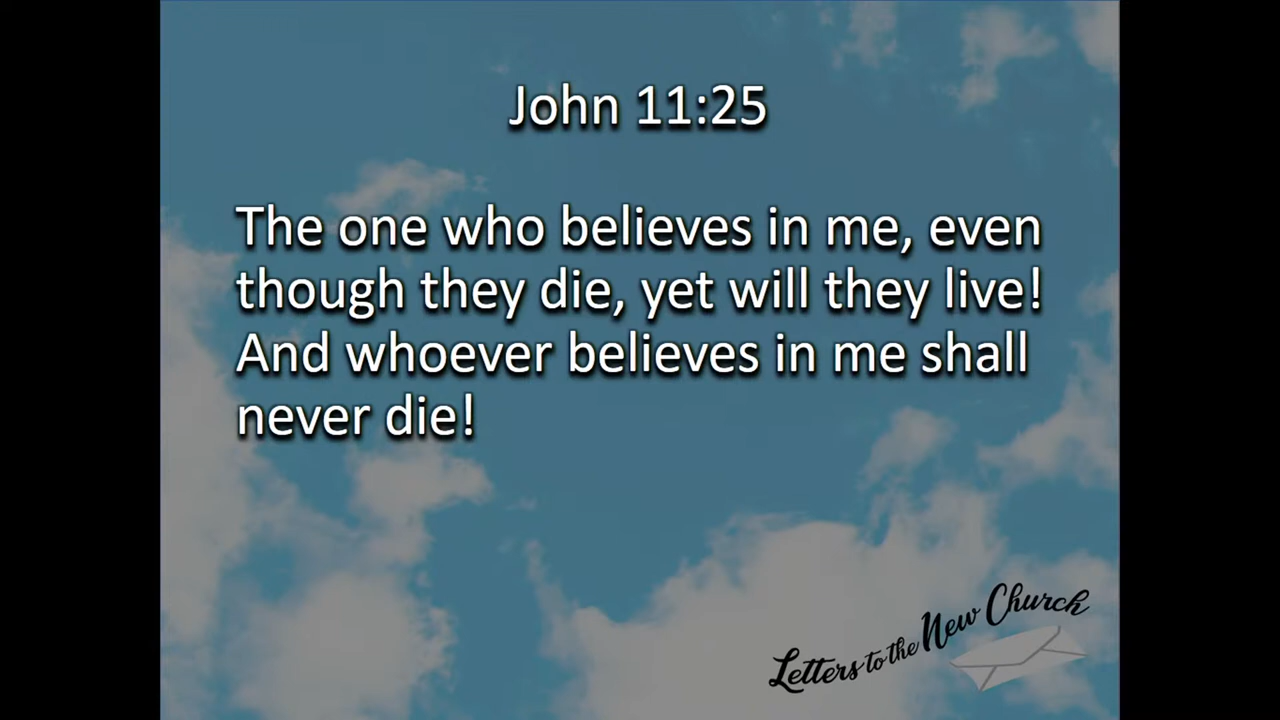 John 11:25
The one who believes in me, even
though they die, yet will they live!
And whoever believes in me shall
never die!
Letters to the New Church